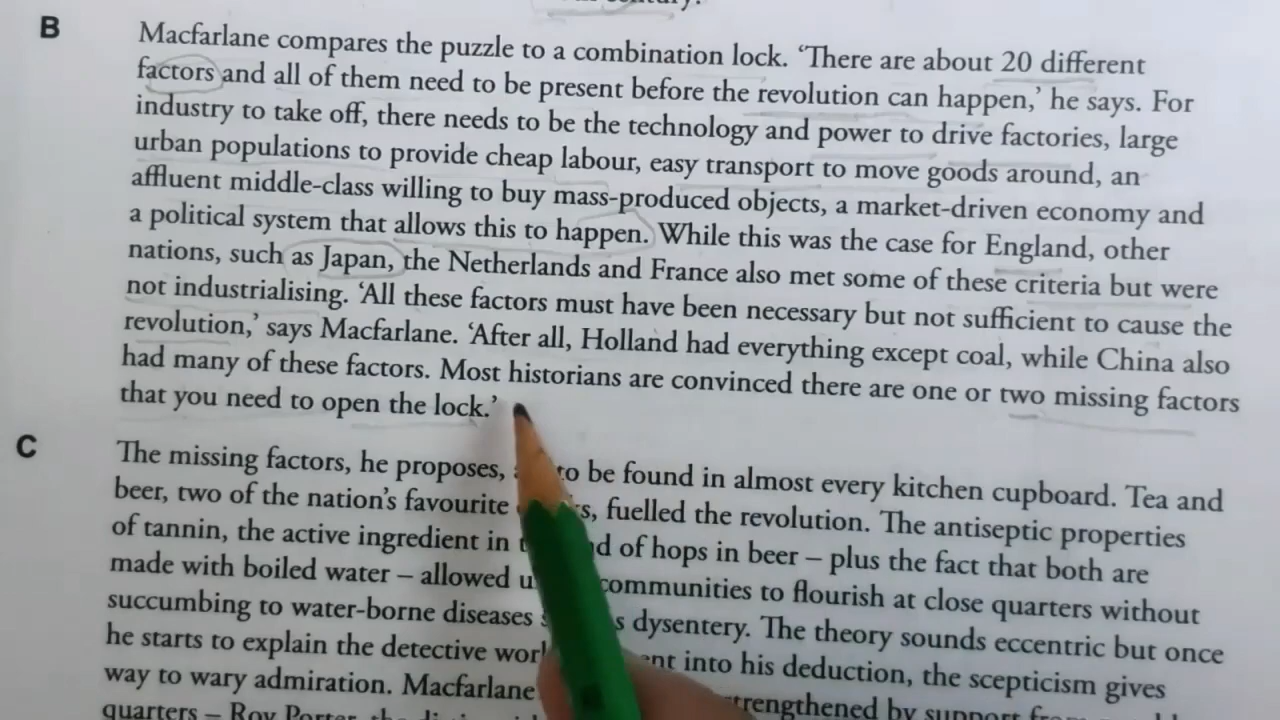 century.
B
Macfarlane compares the puzzle to a combination lock. ‘There are about 20 different
factors and all of them need to be present before the revolution can happen,’ he says. For
industry to take off, there needs to be the technology and power to drive factories, large
urban populations to provide cheap labour, easy transport to move goods around, an
affluent middle-class willing to buy mass-produced objects, a market-driven economy and
a political system that allows this to happen. While this was the case for England, other
nations, such as Japan, the Netherlands and France also met some of these criteria but were
not industrialising. ‘All these factors must have been necessary but not sufficient to cause the
revolution,’ says Macfarlane. ‘After all, Holland had everything except coal, while China also
had many of these factors. Most historians are convinced there are one or two missing factors
that you need to open the lock.’
C
The missing factors, he proposes, to be found in almost every kitchen cupboard. Tea and
beer, two of the nation’s favourite fuelled the revolution. The antiseptic properties
of tannin, the active ingredient in of hops in beer – plus the fact that both are
made with boiled water – allowed communities to flourish at close quarters without
succumbing to water-borne diseases dysentery. The theory sounds eccentric but once
he starts to explain the detective into his deduction, the scepticism gives
way to wary admiration. Macfarlane strengthened by support
quarters – Roy Porter,